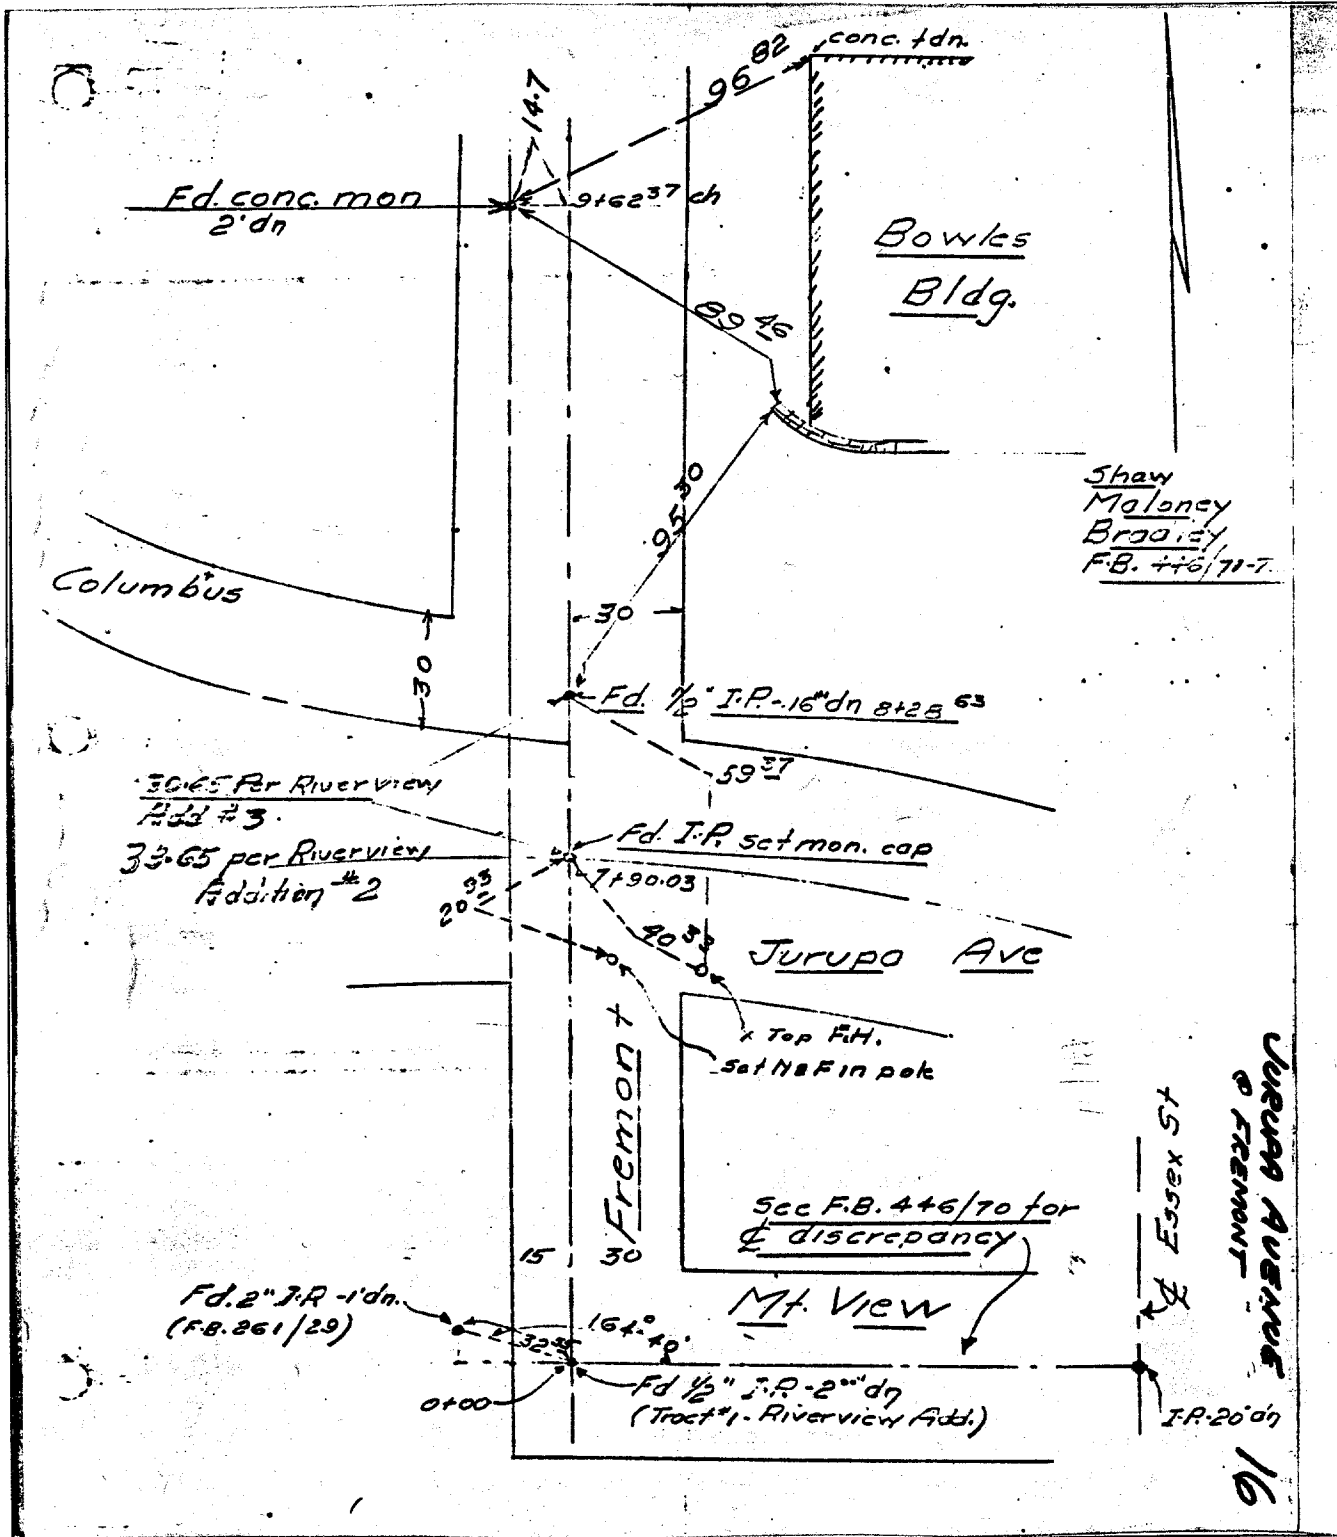 conc. fdn.
96 82
14.7
Fd. conc. mon
2' dn
9+62 37 ch
Bowles
Bldg.
89 46
Shaw
Maloney
F.B. 446/71-7
95 30
Columbus
30
30
Fd. 1/2" I.P. - .16"' dn 8+28 63
59 37
30.65 Per Riverview
Add #3.
33.65 per Riverview
Addition #2
Fd. I.P. set mon. cap
7+90.03
20 93
40 33
Jurupa Ave
x Top F.H.
Set N&F in pole
Fremont
See F.B. 446/70 for
℄ discrepancy
15 30
℄ Essex St
JURUPA AVENUE
@ FREMONT
16
Fd. 2" I.P. - 1' dn.
(F.B. 261/29)
164° 40'
Mt. View
0+00
Fd 1/2" I.P. - 2"' dn
(Tract #1 - Riverview Add.)
I.P. 20" dn